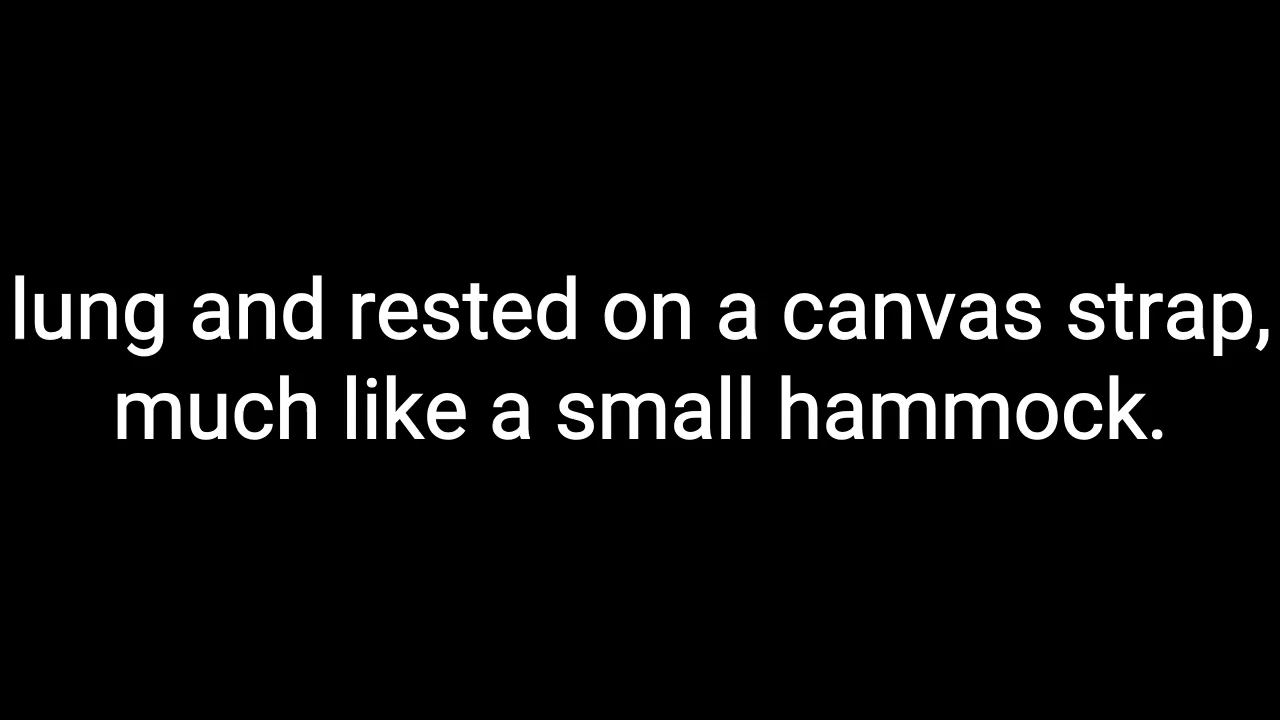 lung and rested on a canvas strap,
much like a small hammock.